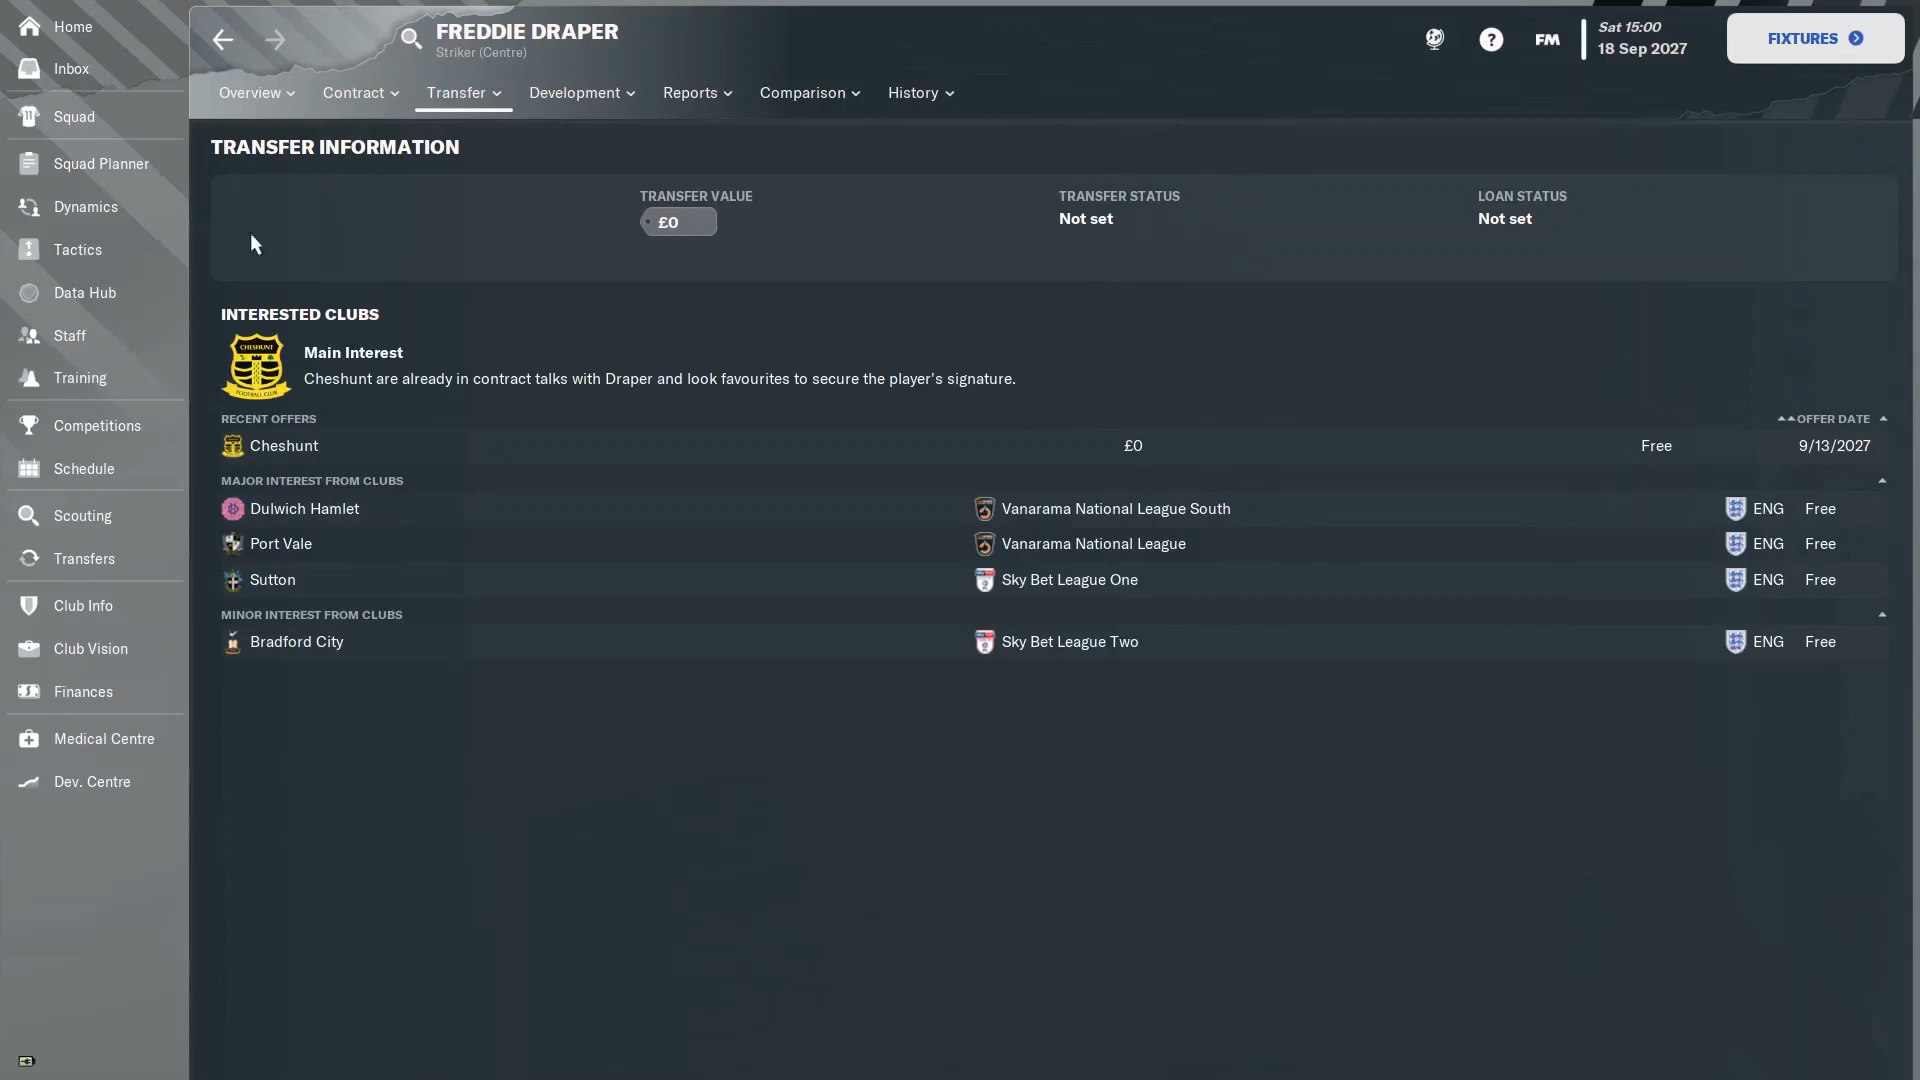 Home
Inbox
Squad
Squad Planner
Dynamics
Tactics
Data Hub
Staff
Training
Competitions
Schedule
Scouting
Transfers
Club Info
Club Vision
Finances
Medical Centre
Dev. Centre
FREDDIE DRAPER
Striker (Centre)
? FM
Sat 15:00
18 Sep 2027
FIXTURES
Overview Contract Transfer Development Reports Comparison History
TRANSFER INFORMATION
TRANSFER VALUE TRANSFER STATUS LOAN STATUS
£0 Not set Not set
INTERESTED CLUBS
CHESHUNT
FOOTBALL CLUB
Main Interest
Cheshunt are already in contract talks with Draper and look favourites to secure the player's signature.
RECENT OFFERS OFFER DATE
Cheshunt £0 Free 9/13/2027
MAJOR INTEREST FROM CLUBS
Dulwich Hamlet Vanarama National League South ENG Free
Port Vale Vanarama National League ENG Free
Sutton Sky Bet League One ENG Free
MINOR INTEREST FROM CLUBS
Bradford City Sky Bet League Two ENG Free